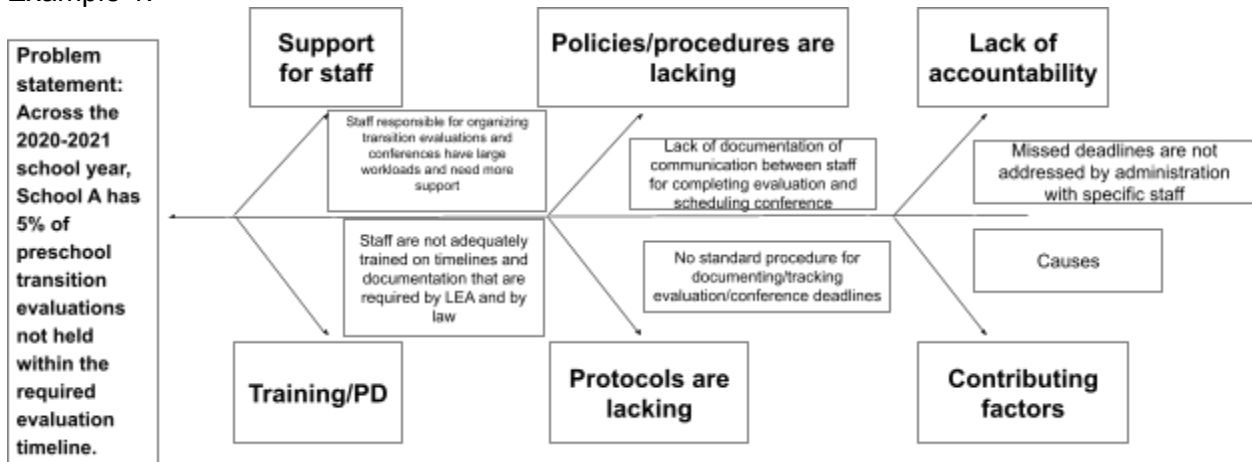 Problem
statement:
Across the
2020-2021
school year,
School A has
5% of
preschool
transition
evaluations
not held
within the
required
evaluation
timeline.
Support
for staff
Staff responsible for organizing
transition evaluations and
conferences have large
workloads and need more
support
Policies/procedures are
lacking
Lack of documentation of
communication between staff
for completing evaluation and
scheduling conference
Lack of
accountability
Missed deadlines are not
addressed by administration
with specific staff
Staff are not adequately
trained on timelines and
documentation that are
required by LEA and by
law
Training/PD
No standard procedure for
documenting/tracking
evaluation/conference deadlines
Protocols are
lacking
Causes
Contributing
factors